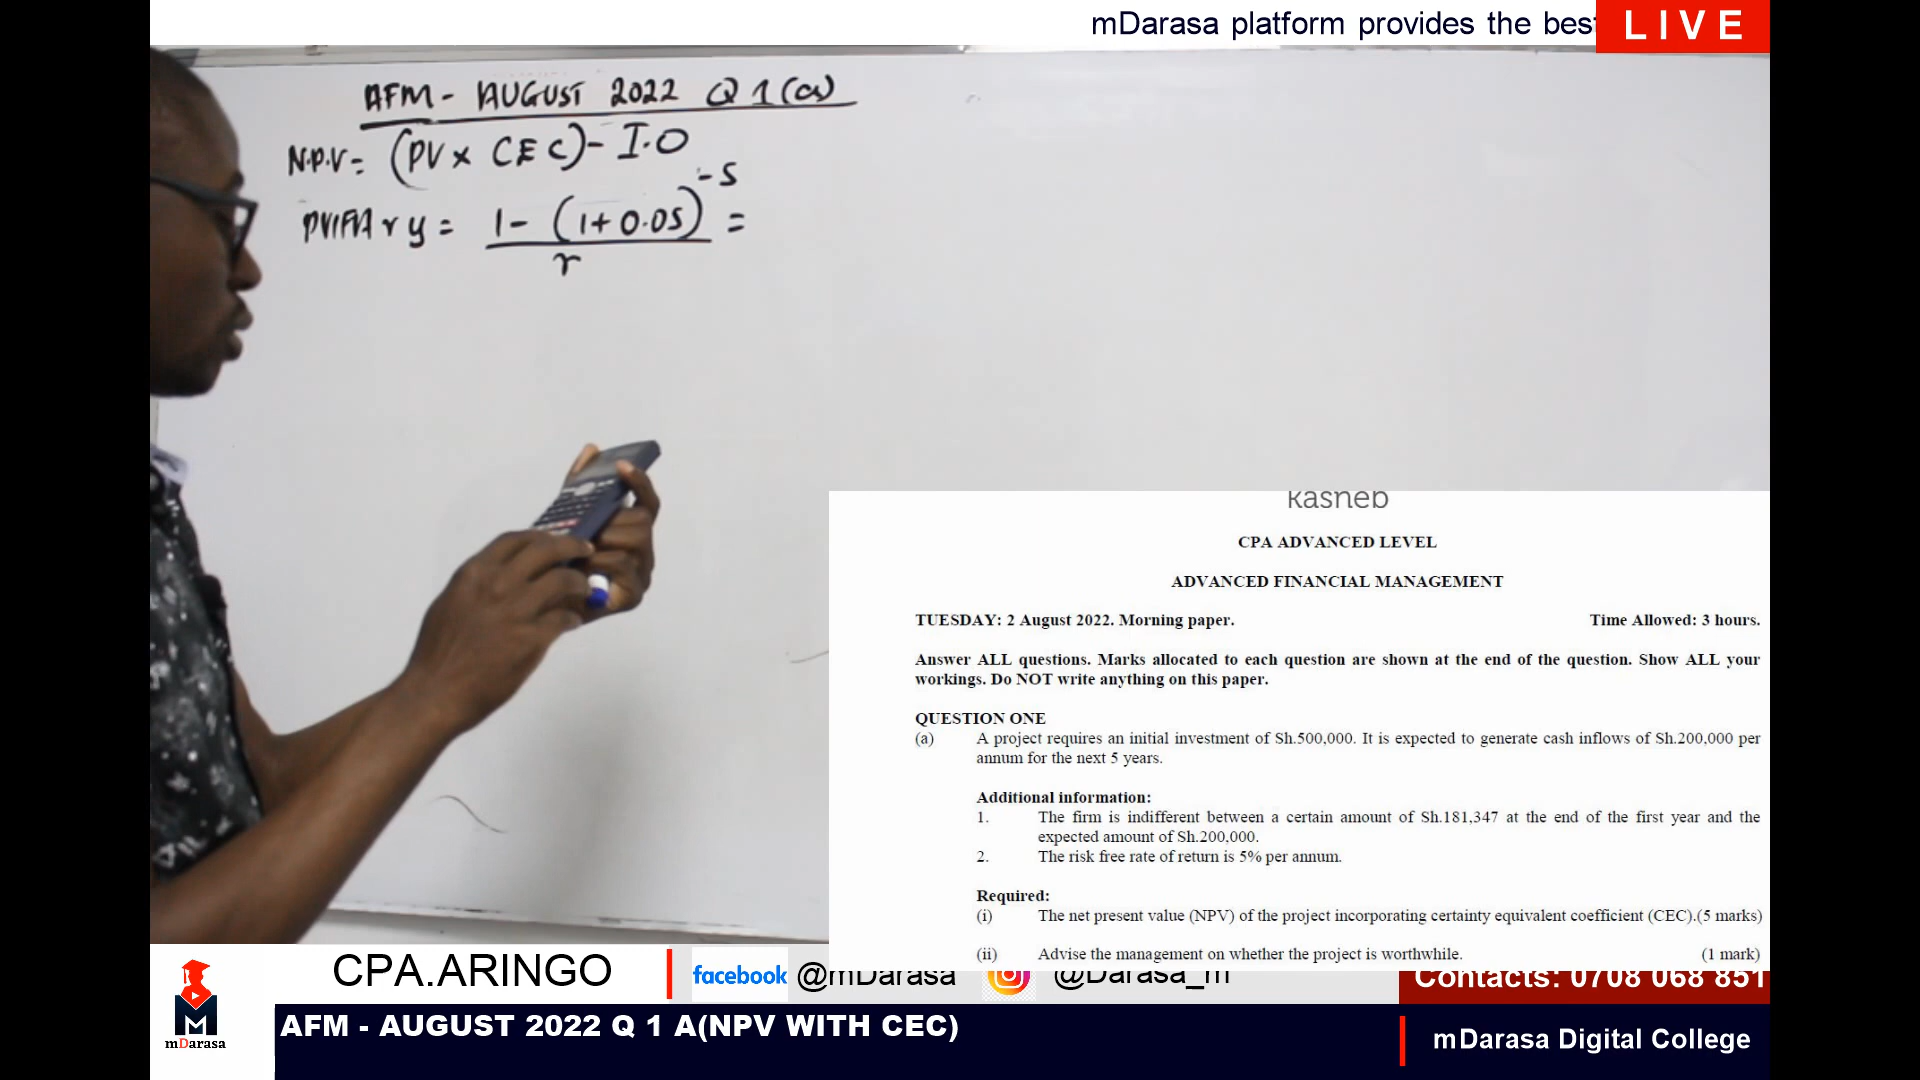 mDarasa platform provides the bes
LIVE
AFM - AUGUST 2022 Q 1 (a)
N.P.V = (PV x CEC) - I.O
PVIFA r y = 1 - (1 + 0.05)^-5 =
r
kasneb
CPA ADVANCED LEVEL
ADVANCED FINANCIAL MANAGEMENT
TUESDAY: 2 August 2022. Morning paper. Time Allowed: 3 hours.
Answer ALL questions. Marks allocated to each question are shown at the end of the question. Show ALL your
workings. Do NOT write anything on this paper.
QUESTION ONE
(a) A project requires an initial investment of Sh.500,000. It is expected to generate cash inflows of Sh.200,000 per
annum for the next 5 years.
Additional information:
1. The firm is indifferent between a certain amount of Sh.181,347 at the end of the first year and the
expected amount of Sh.200,000.
2. The risk free rate of return is 5% per annum.
Required:
(i) The net present value (NPV) of the project incorporating certainty equivalent coefficient (CEC).(5 marks)
(ii) Advise the management on whether the project is worthwhile. (1 mark)
CPA.ARINGO
facebook @mDarasa @Darasa_m Contacts: 0708 068 851
M
mDarasa
AFM - AUGUST 2022 Q 1 A(NPV WITH CEC)
mDarasa Digital College